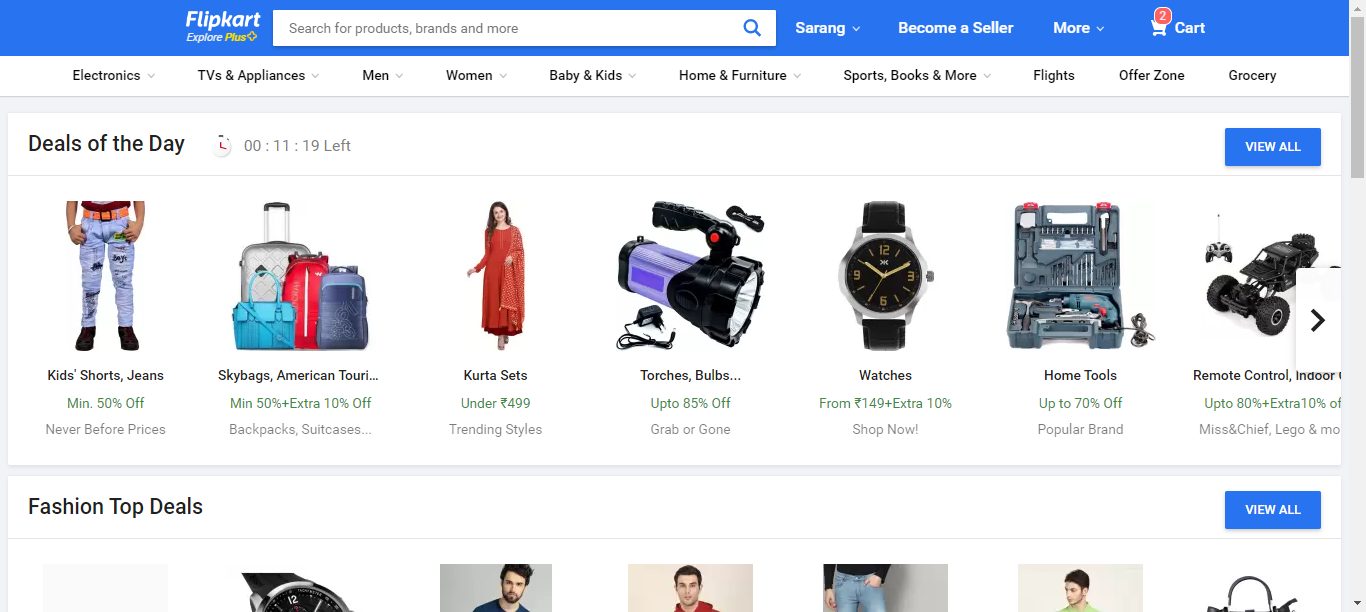 Flipkart
Explore Plus
Search for products, brands and more
Sarang
Become a Seller
More
2
Cart
Electronics
TVs & Appliances
Men
Women
Baby & Kids
Home & Furniture
Sports, Books & More
Flights
Offer Zone
Grocery
Deals of the Day
00 : 11 : 19 Left
VIEW ALL
Kids' Shorts, Jeans
Min. 50% Off
Never Before Prices
Skybags, American Touri...
Min 50%+Extra 10% Off
Backpacks, Suitcases...
Kurta Sets
Under ₹499
Trending Styles
Torches, Bulbs...
Upto 85% Off
Grab or Gone
Watches
From ₹149+Extra 10%
Shop Now!
Home Tools
Up to 70% Off
Popular Brand
Remote Control, Indoor
Upto 80%+Extra10% of
Miss&Chief, Lego & mo
Fashion Top Deals
VIEW ALL